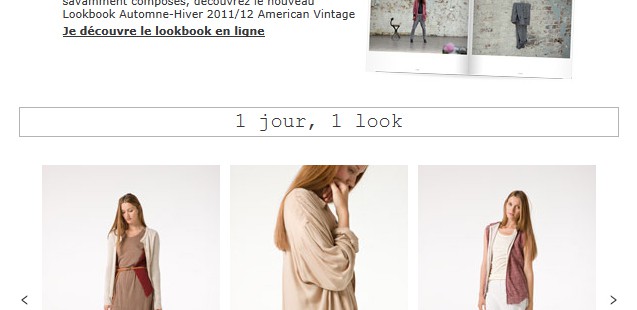 savamment composés, découvrez le nouveau
Lookbook Automne-Hiver 2011/12 American Vintage
Je découvre le lookbook en ligne
1 jour, 1 look
< >